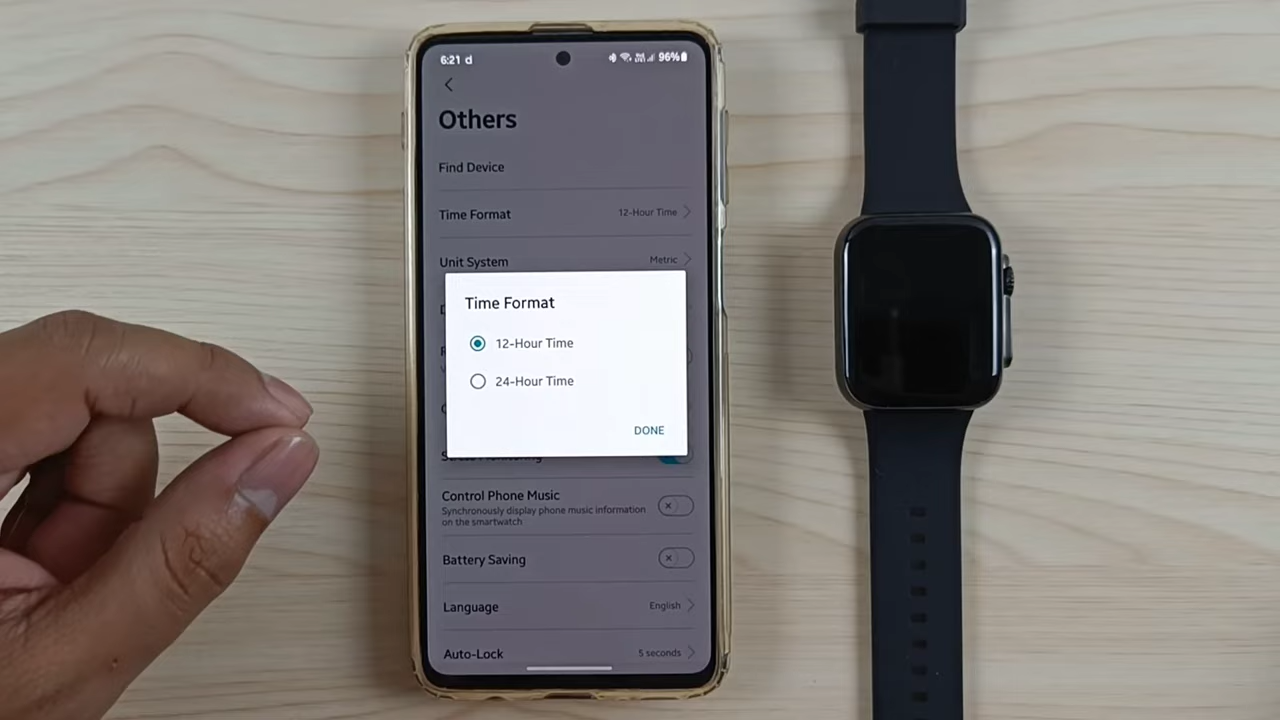 6:21 d 96%
Others
Find Device
Time Format 12-Hour Time
Unit System Metric
Time Format
12-Hour Time
24-Hour Time
DONE
Stress Monitoring
Control Phone Music
Synchronously display phone music information
on the smartwatch
Battery Saving
Language English
Auto-Lock 5 seconds